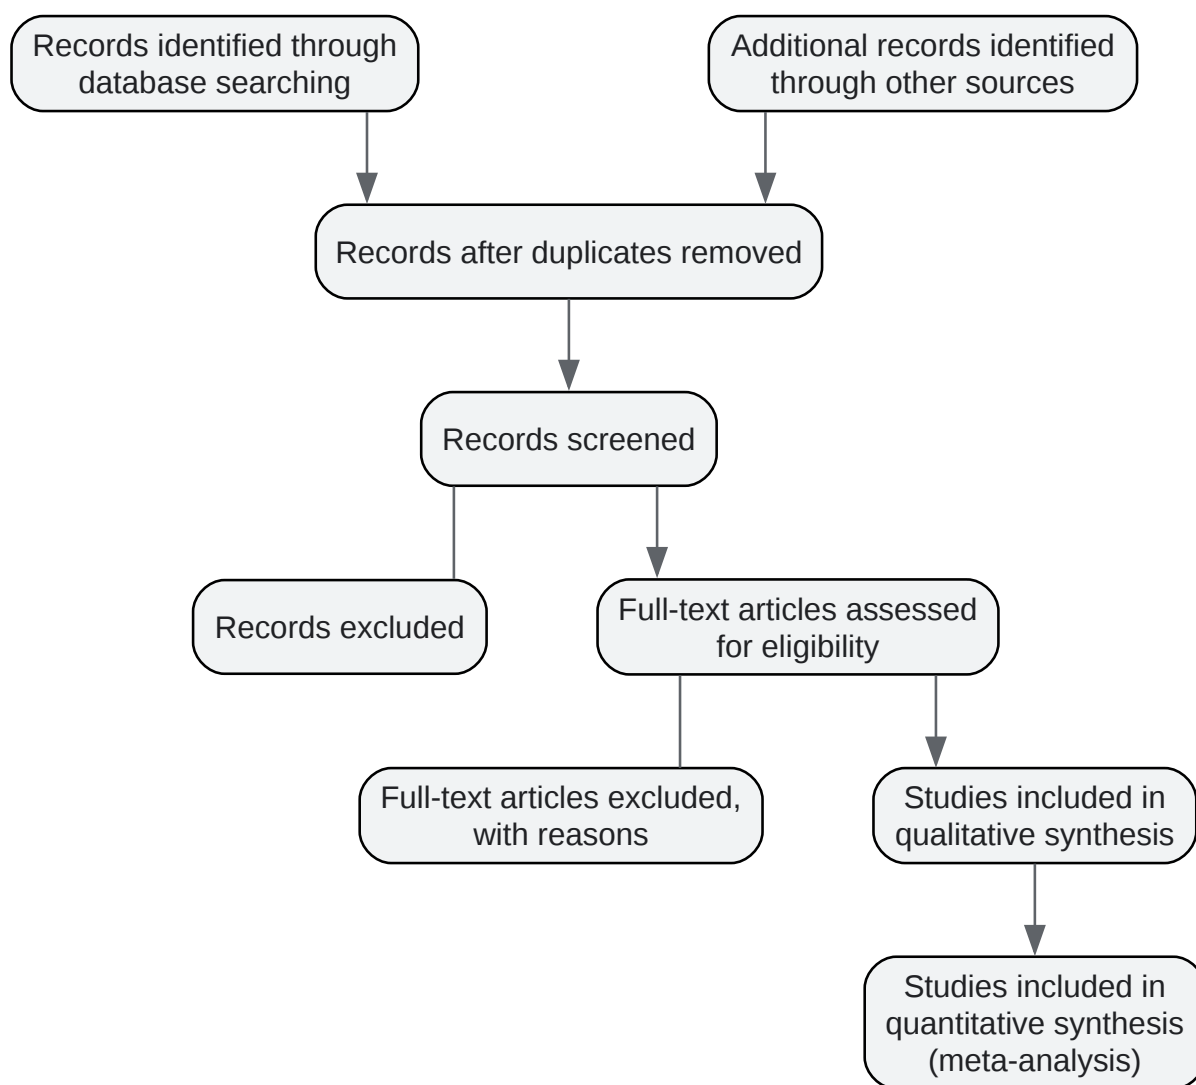 Records identified through
database searching
Additional records identified
through other sources
Records after duplicates removed
Records screened
Records excluded
Full-text articles assessed
for eligibility
Full-text articles excluded,
with reasons
Studies included in
qualitative synthesis
Studies included in
quantitative synthesis
(meta-analysis)